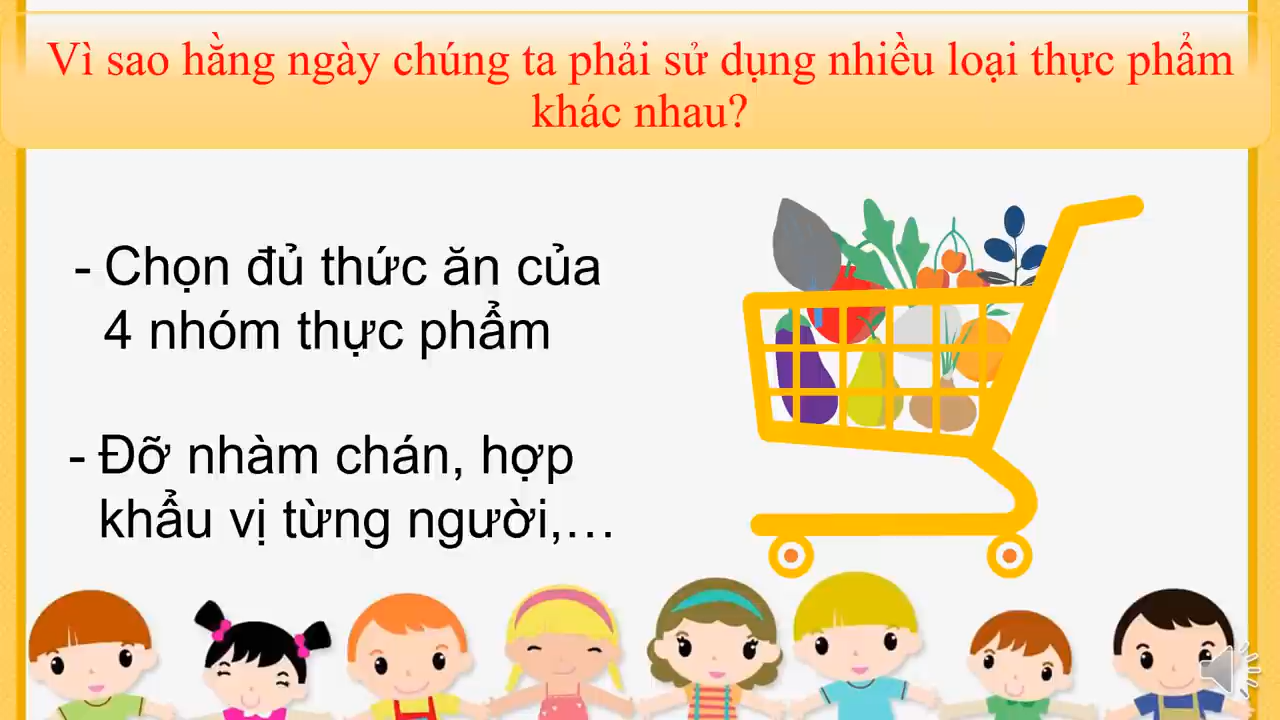 Vì sao hằng ngày chúng ta phải sử dụng nhiều loại thực phẩm
khác nhau?
- Chọn đủ thức ăn của
4 nhóm thực phẩm
- Đỡ nhàm chán, hợp
khẩu vị từng người,...